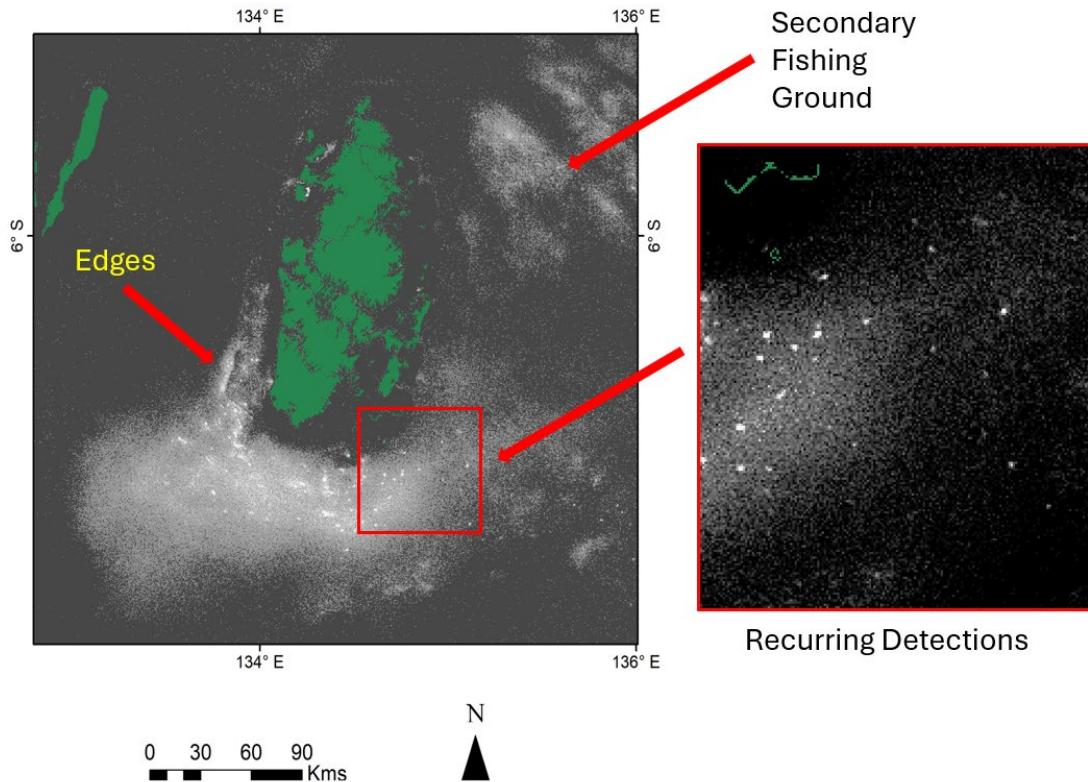 134° E
136° E
Secondary
Fishing
Ground
6° S
6° S
Edges
Recurring Detections
134° E
136° E
N
0 30 60 90
Kms